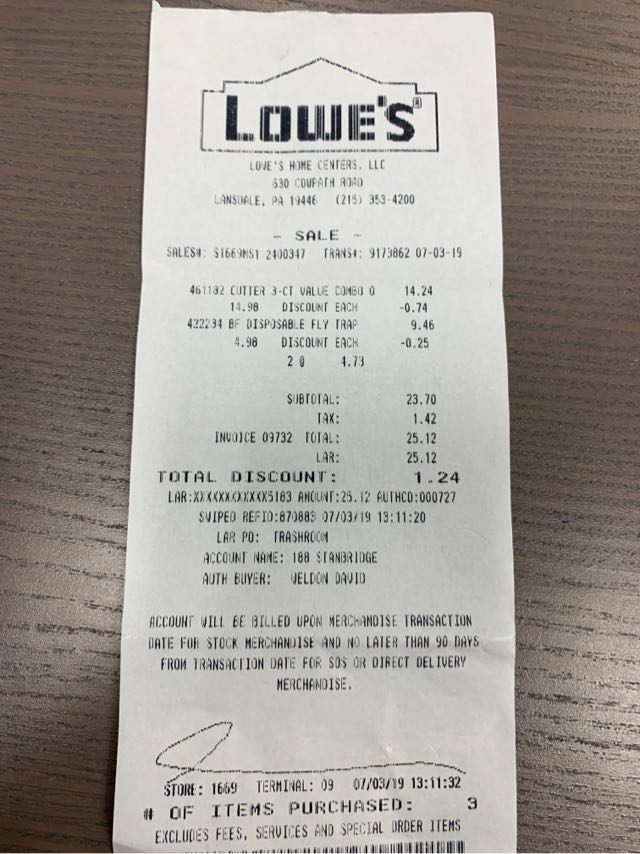 LOWE'S®
LOWE'S HOME CENTERS, LLC
630 COWPATH ROAD
LANSDALE, PA 19446 (215) 353-4200
- SALE -
SALES#: S1669MS1 2400347 TRANS#: 9173862 07-03-19
461182 CUTTER 3-CT VALUE COMBO O 14.24
14.98 DISCOUNT EACH -0.74
422234 BF DISPOSABLE FLY TRAP 9.46
4.98 DISCOUNT EACH -0.25
2 @ 4.73
SUBTOTAL: 23.70
TAX: 1.42
INVOICE 09732 TOTAL: 25.12
LAR: 25.12
TOTAL DISCOUNT: 1.24
LAR:XXXXXXXXXXXX5183 AMOUNT:25.12 AUTHCD:000727
SWIPED REFID:870883 07/03/19 13:11:20
LAR PO: TRASHROOM
ACCOUNT NAME: 188 STANBRIDGE
AUTH BUYER: WELDON DAVID
ACCOUNT WILL BE BILLED UPON MERCHANDISE TRANSACTION
DATE FOR STOCK MERCHANDISE AND NO LATER THAN 90 DAYS
FROM TRANSACTION DATE FOR SOS OR DIRECT DELIVERY
MERCHANDISE.
STORE: 1669 TERMINAL: 09 07/03/19 13:11:32
# OF ITEMS PURCHASED: 3
EXCLUDES FEES, SERVICES AND SPECIAL ORDER ITEMS